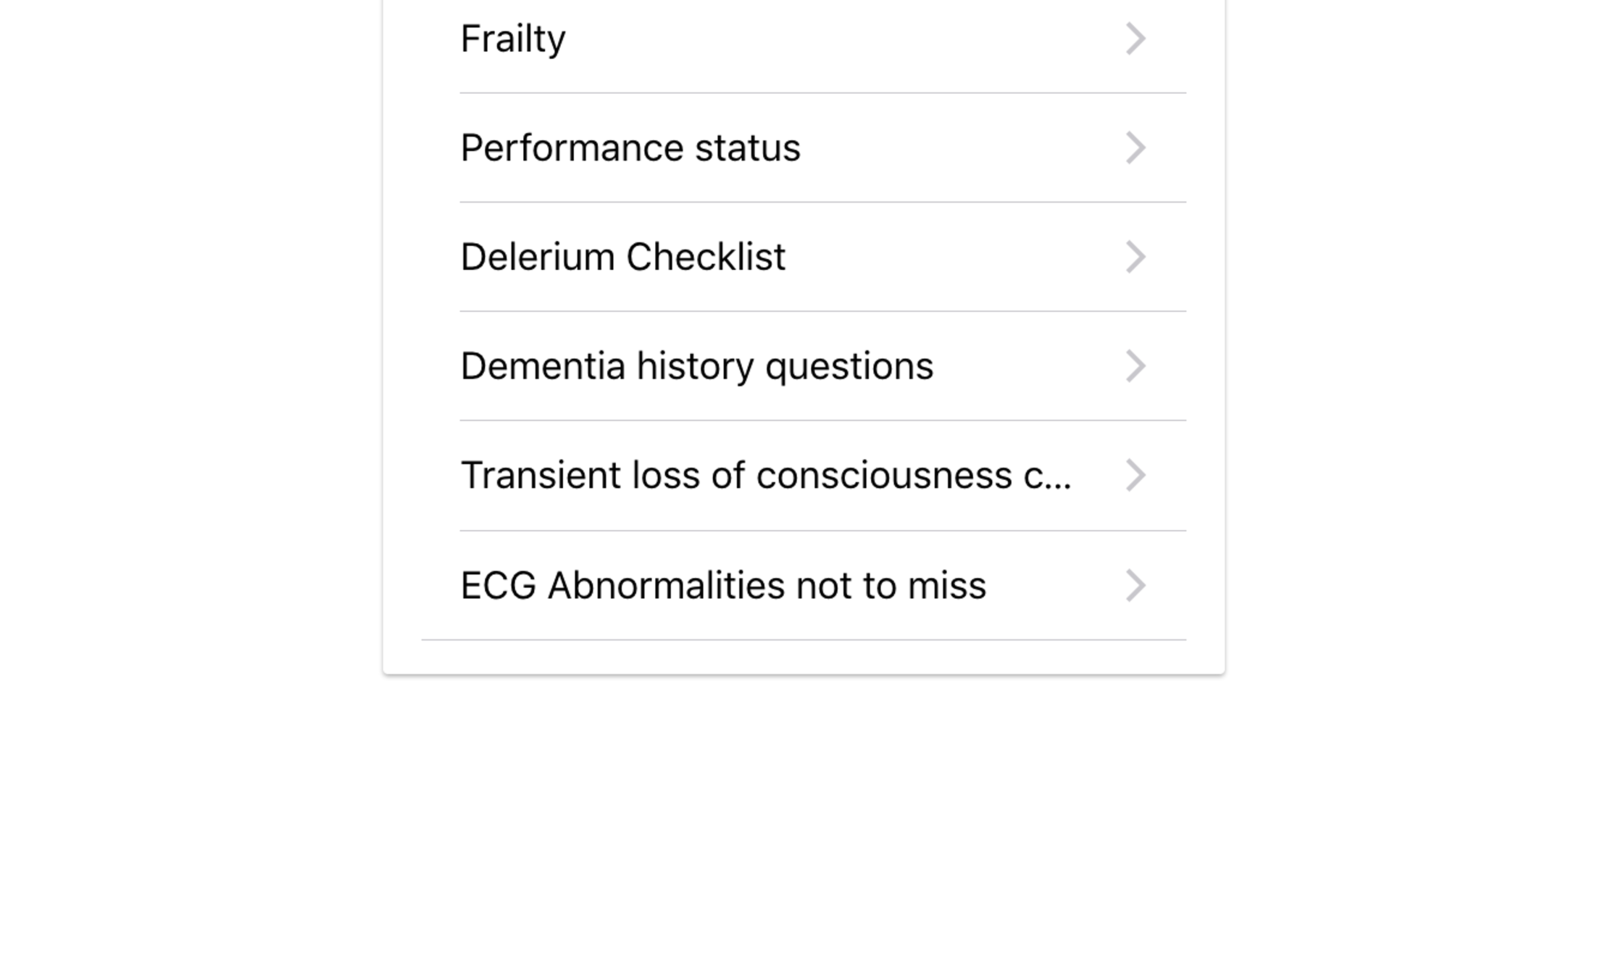 Frailty
Performance status
Delerium Checklist
Dementia history questions
Transient loss of consciousness c...
ECG Abnormalities not to miss